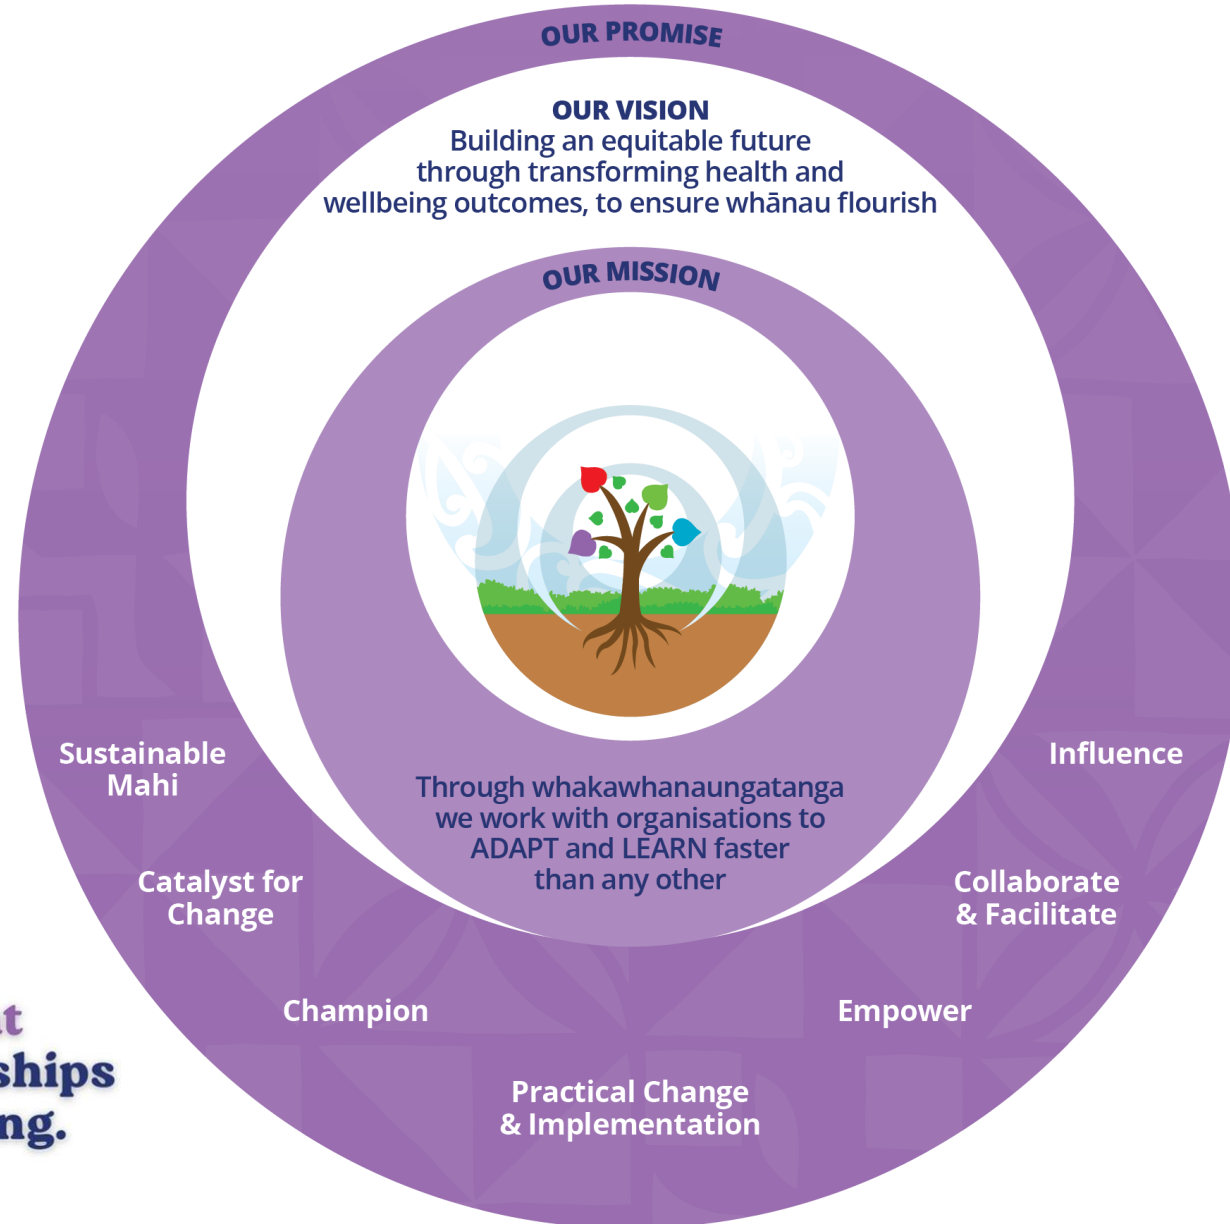 OUR PROMISE
OUR VISION
Building an equitable future
through transforming health and
wellbeing outcomes, to ensure whānau flourish
OUR MISSION
Through whakawhanaungatanga
we work with organisations to
ADAPT and LEARN faster
than any other
Sustainable
Mahi
Catalyst for
Change
Champion
Practical Change
& Implementation
Empower
Collaborate
& Facilitate
Influence